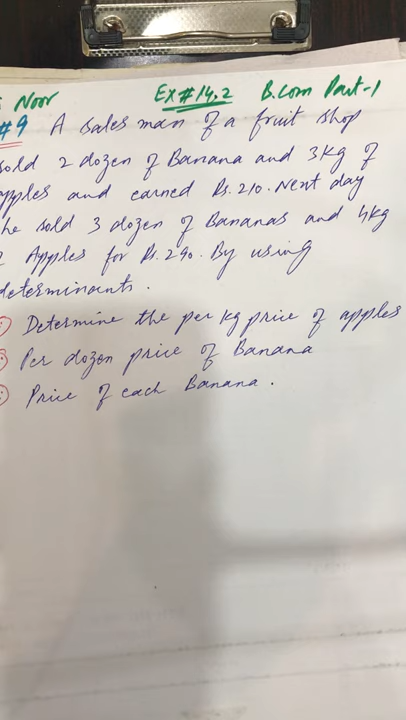 Noor Ex#14.2 B.Com Part-1
#9 A Sales man of a fruit shop
sold 2 dozen of Banana and 3kg of
apples and earned Rs.210. Next day
he sold 3 dozen of Bananas and 4kg
Apples for Rs.290. By using
determinants.
Determine the per kg price of apples
Per dozen price of Banana
Price of each Banana.